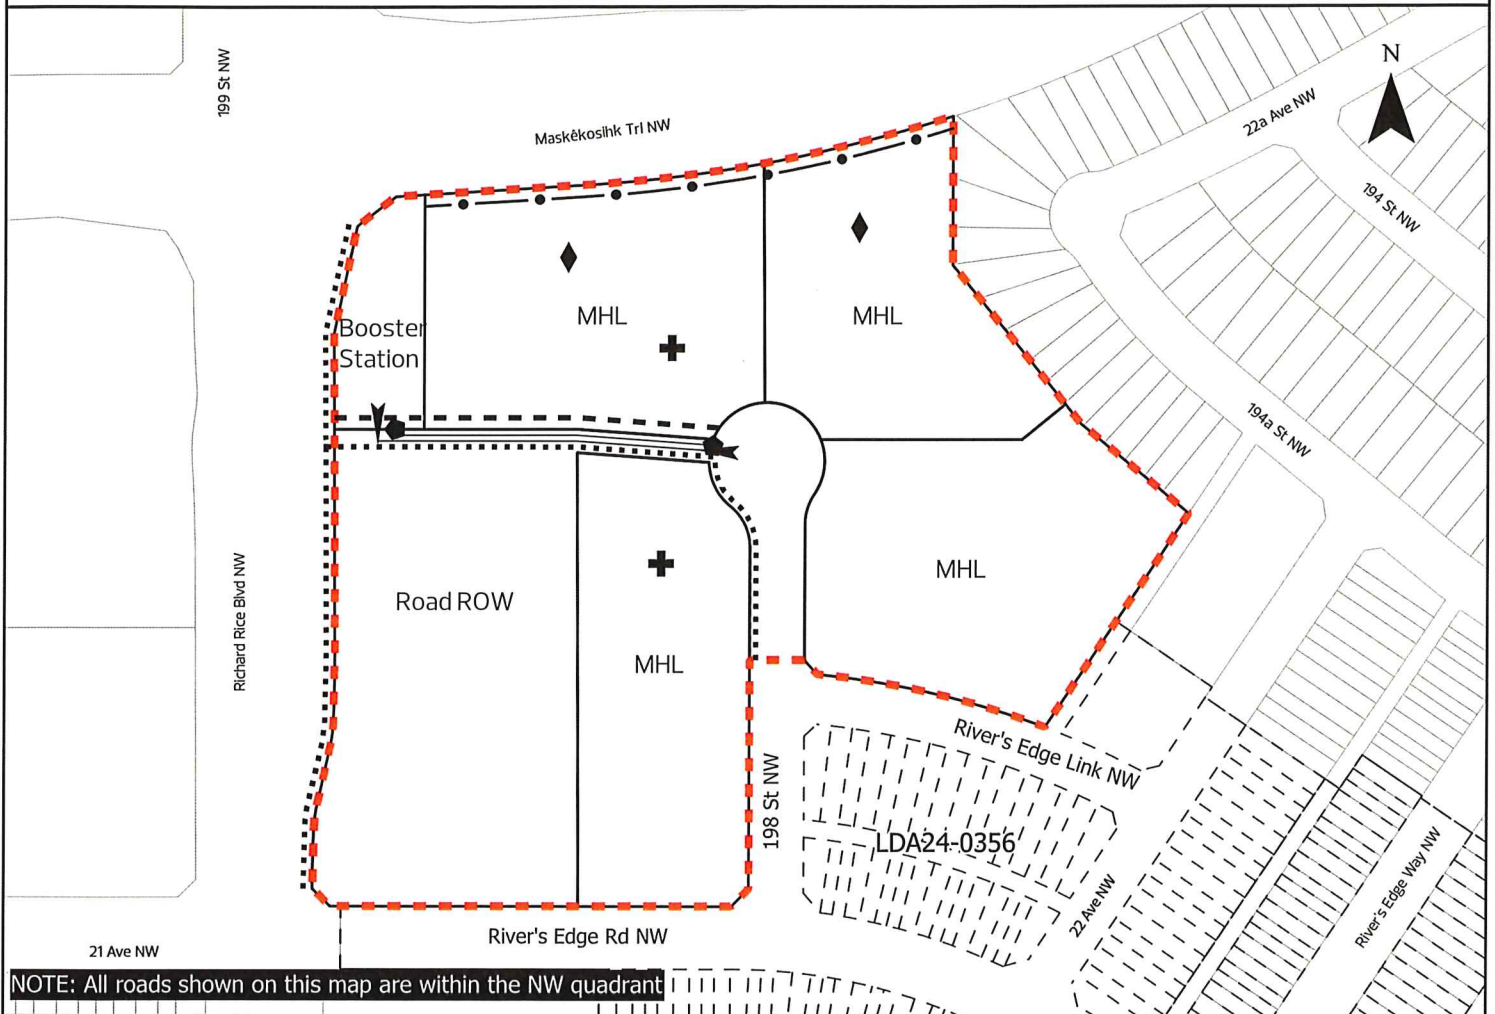 199 St NW
N
Maskêkosihk Trl NW
22a Ave NW
194 St NW
MHL
MHL
Booster
Station
194a St NW
MHL
Road ROW
Richard Rice Blvd NW
MHL
River's Edge Link NW
198 St NW
LDA24-0356
22 Ave NW
River's Edge Way NW
River's Edge Rd NW
21 Ave NW
NOTE: All roads shown on this map are within the NW quadrant